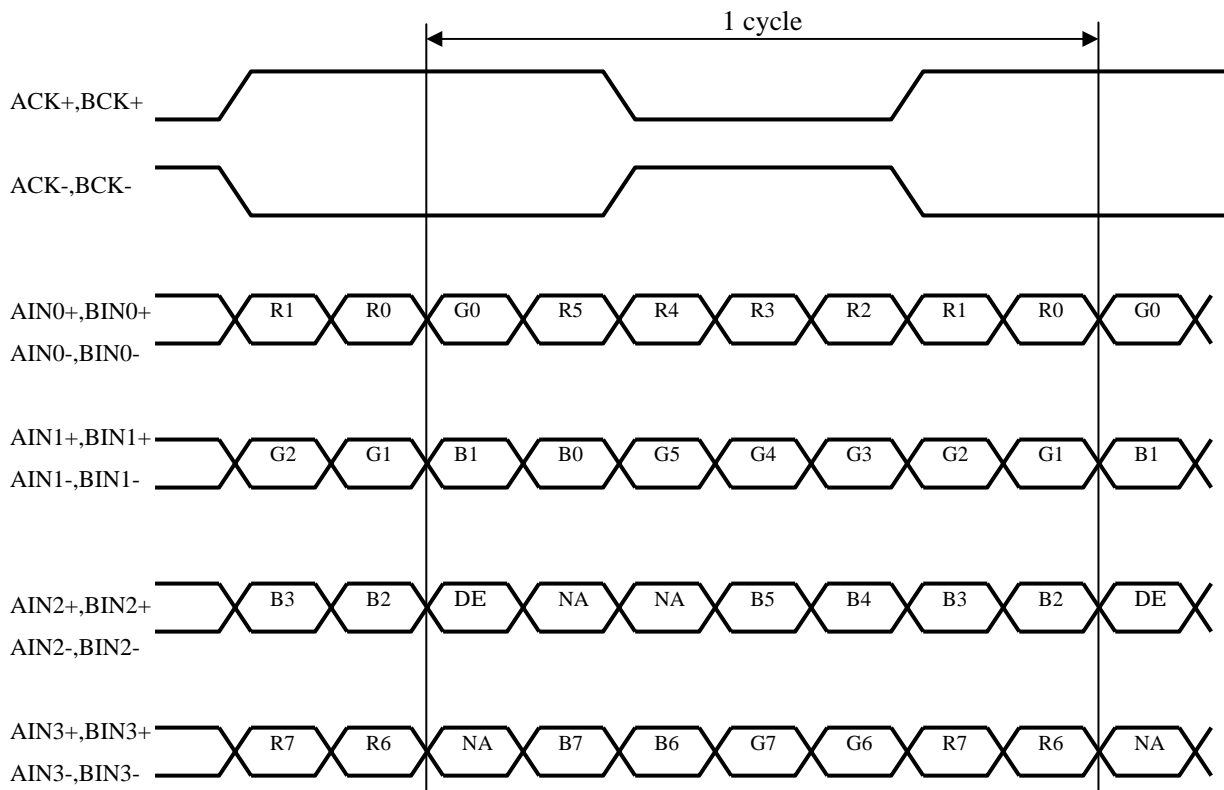 1 cycle
ACK+,BCK+
ACK-,BCK-
AIN0+,BIN0+ R1 R0 G0 R5 R4 R3 R2 R1 R0 G0
AIN0-,BIN0-
AIN1+,BIN1+ G2 G1 B1 B0 G5 G4 G3 G2 G1 B1
AIN1-,BIN1-
AIN2+,BIN2+ B3 B2 DE NA NA B5 B4 B3 B2 DE
AIN2-,BIN2-
AIN3+,BIN3+ R7 R6 NA B7 B6 G7 G6 R7 R6 NA
AIN3-,BIN3-